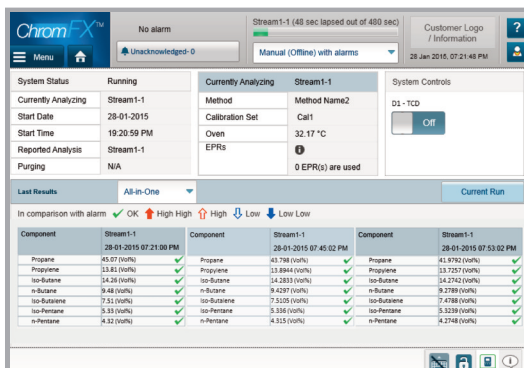 ChromFX™
Menu
No alarm
Unacknowledged- 0
Stream1-1 (48 sec lapsed out of 480 sec)
Manual (Offline) with alarms
Customer Logo
/ Information
28 Jan 2015, 07:21:48 PM
?
System Status Running
Currently Analyzing Stream1-1
Start Date 28-01-2015
Start Time 19:20:59 PM
Reported Analysis Stream1-1
Purging N/A
Currently Analyzing Stream1-1
Method Method Name2
Calibration Set Cal1
Oven 32.17 °C
EPRs
0 EPR(s) are used
System Controls
D1 - TCD
Off
Last Results All-in-One Current Run
In comparison with alarm OK High High High Low Low Low
Component Stream1-1 Component Stream1-1 Component Stream1-1
28-01-2015 07:21:00 PM 28-01-2015 07:45:02 PM 28-01-2015 07:53:02 PM
Propane 45.07 (Vol%) Propane 43.798 (Vol%) Propane 41.9792 (Vol%)
Propylene 13.81 (Vol%) Propylene 13.8944 (Vol%) Propylene 13.7257 (Vol%)
Iso-Butane 14.26 (Vol%) Iso-Butane 14.2833 (Vol%) Iso-Butane 14.2742 (Vol%)
n-Butane 9.48 (Vol%) n-Butane 9.4297 (Vol%) n-Butane 9.2789 (Vol%)
Iso-Butalene 7.51 (Vol%) Iso-Butalene 7.5105 (Vol%) Iso-Butalene 7.4788 (Vol%)
Iso-Pentane 5.33 (Vol%) Iso-Pentane 5.336 (Vol%) Iso-Pentane 5.3239 (Vol%)
n-Pentane 4.32 (Vol%) n-Pentane 4.315 (Vol%) n-Pentane 4.2748 (Vol%)